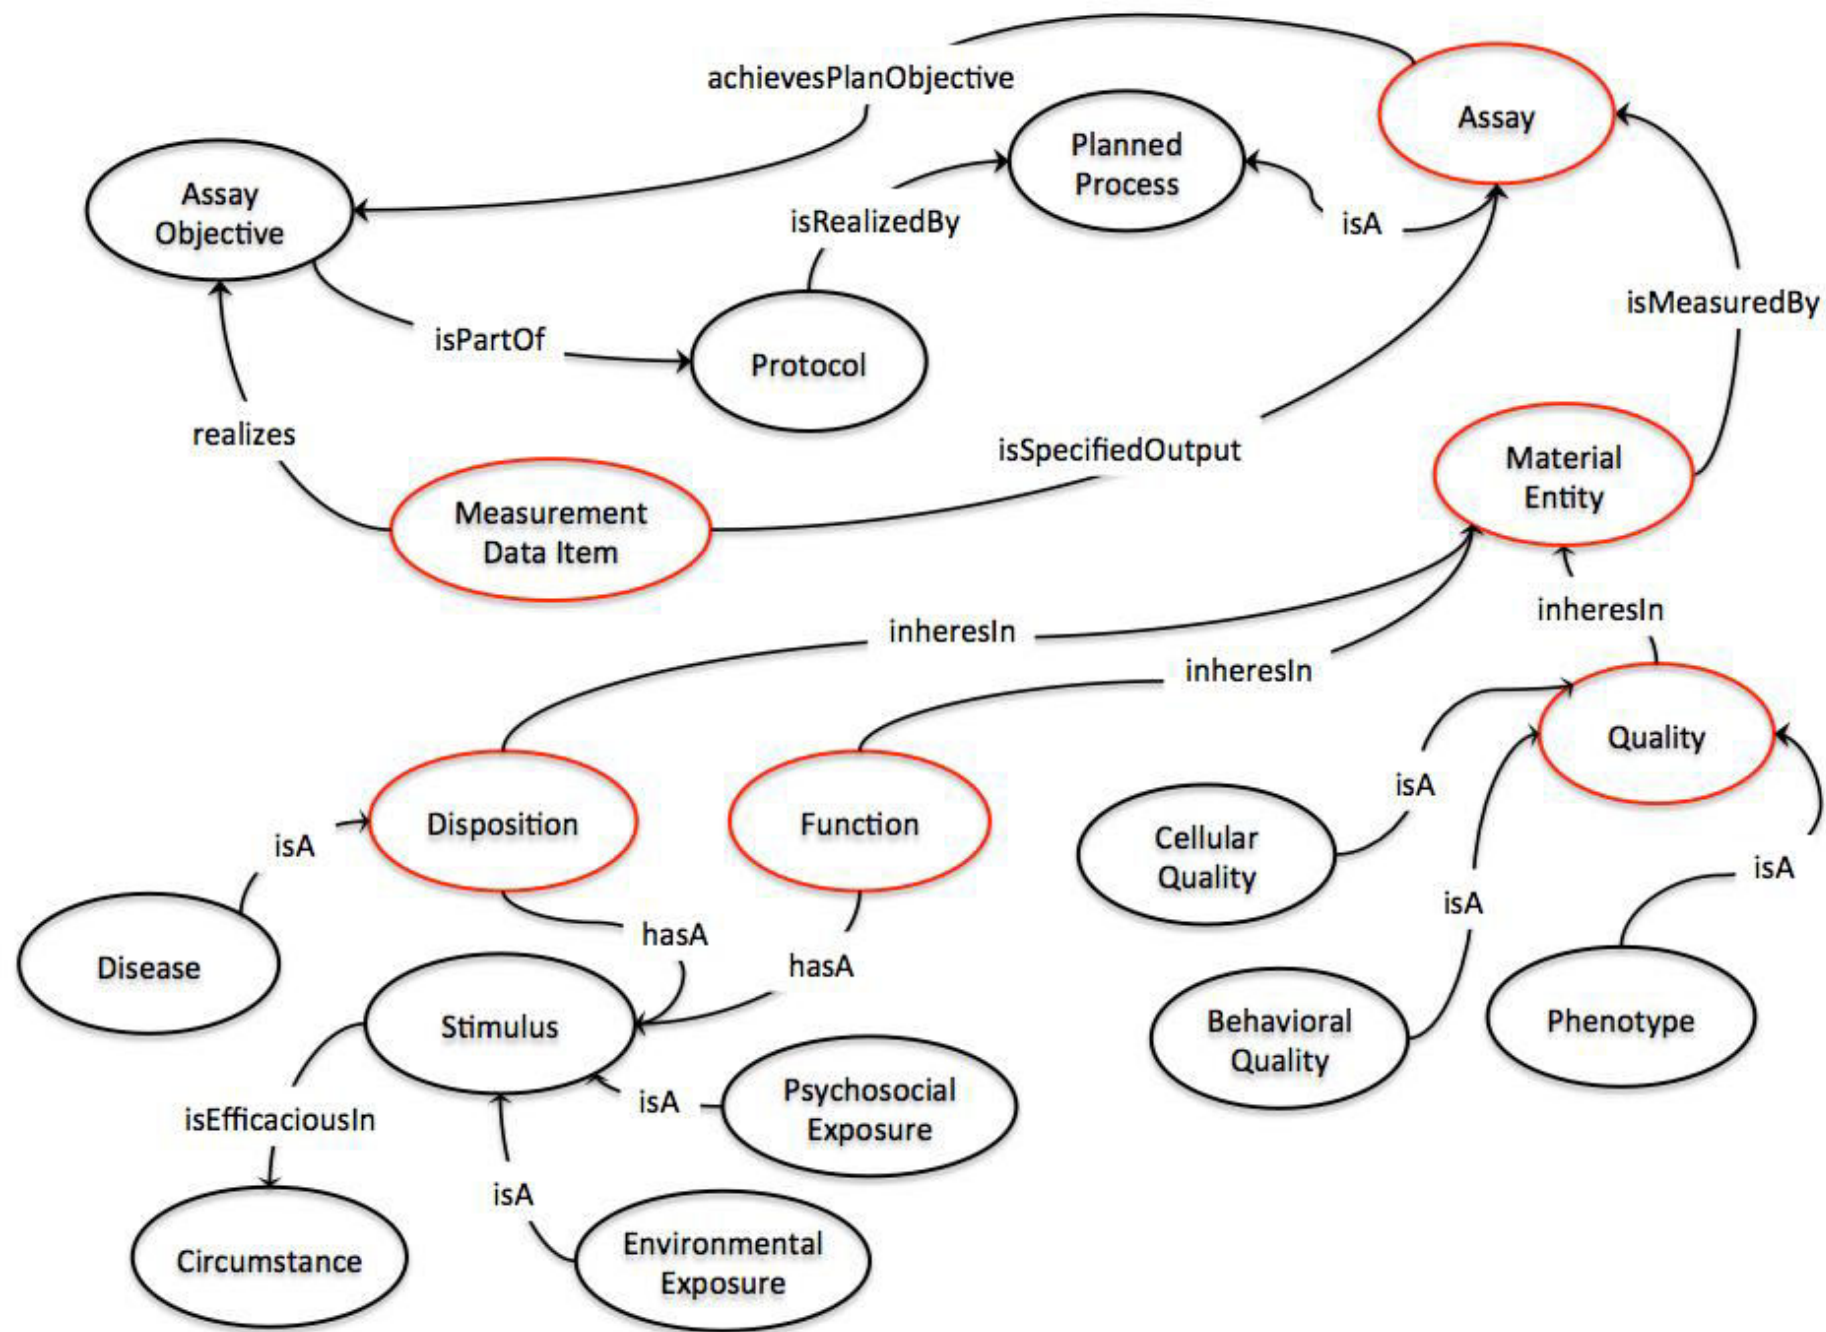 achievesPlanObjective
Assay
Planned
Process
Assay
Objective
isRealizedBy
isA
isMeasuredBy
isPartOf
Protocol
realizes
isSpecifiedOutput
Material
Entity
Measurement
Data Item
inheresIn
inheresIn
inheresIn
Quality
isA
Disposition
Function
isA
Cellular
Quality
isA
isA
hasA
hasA
Disease
Stimulus
Behavioral
Quality
Phenotype
isA
Psychosocial
Exposure
isEfficaciousIn
isA
Circumstance
Environmental
Exposure